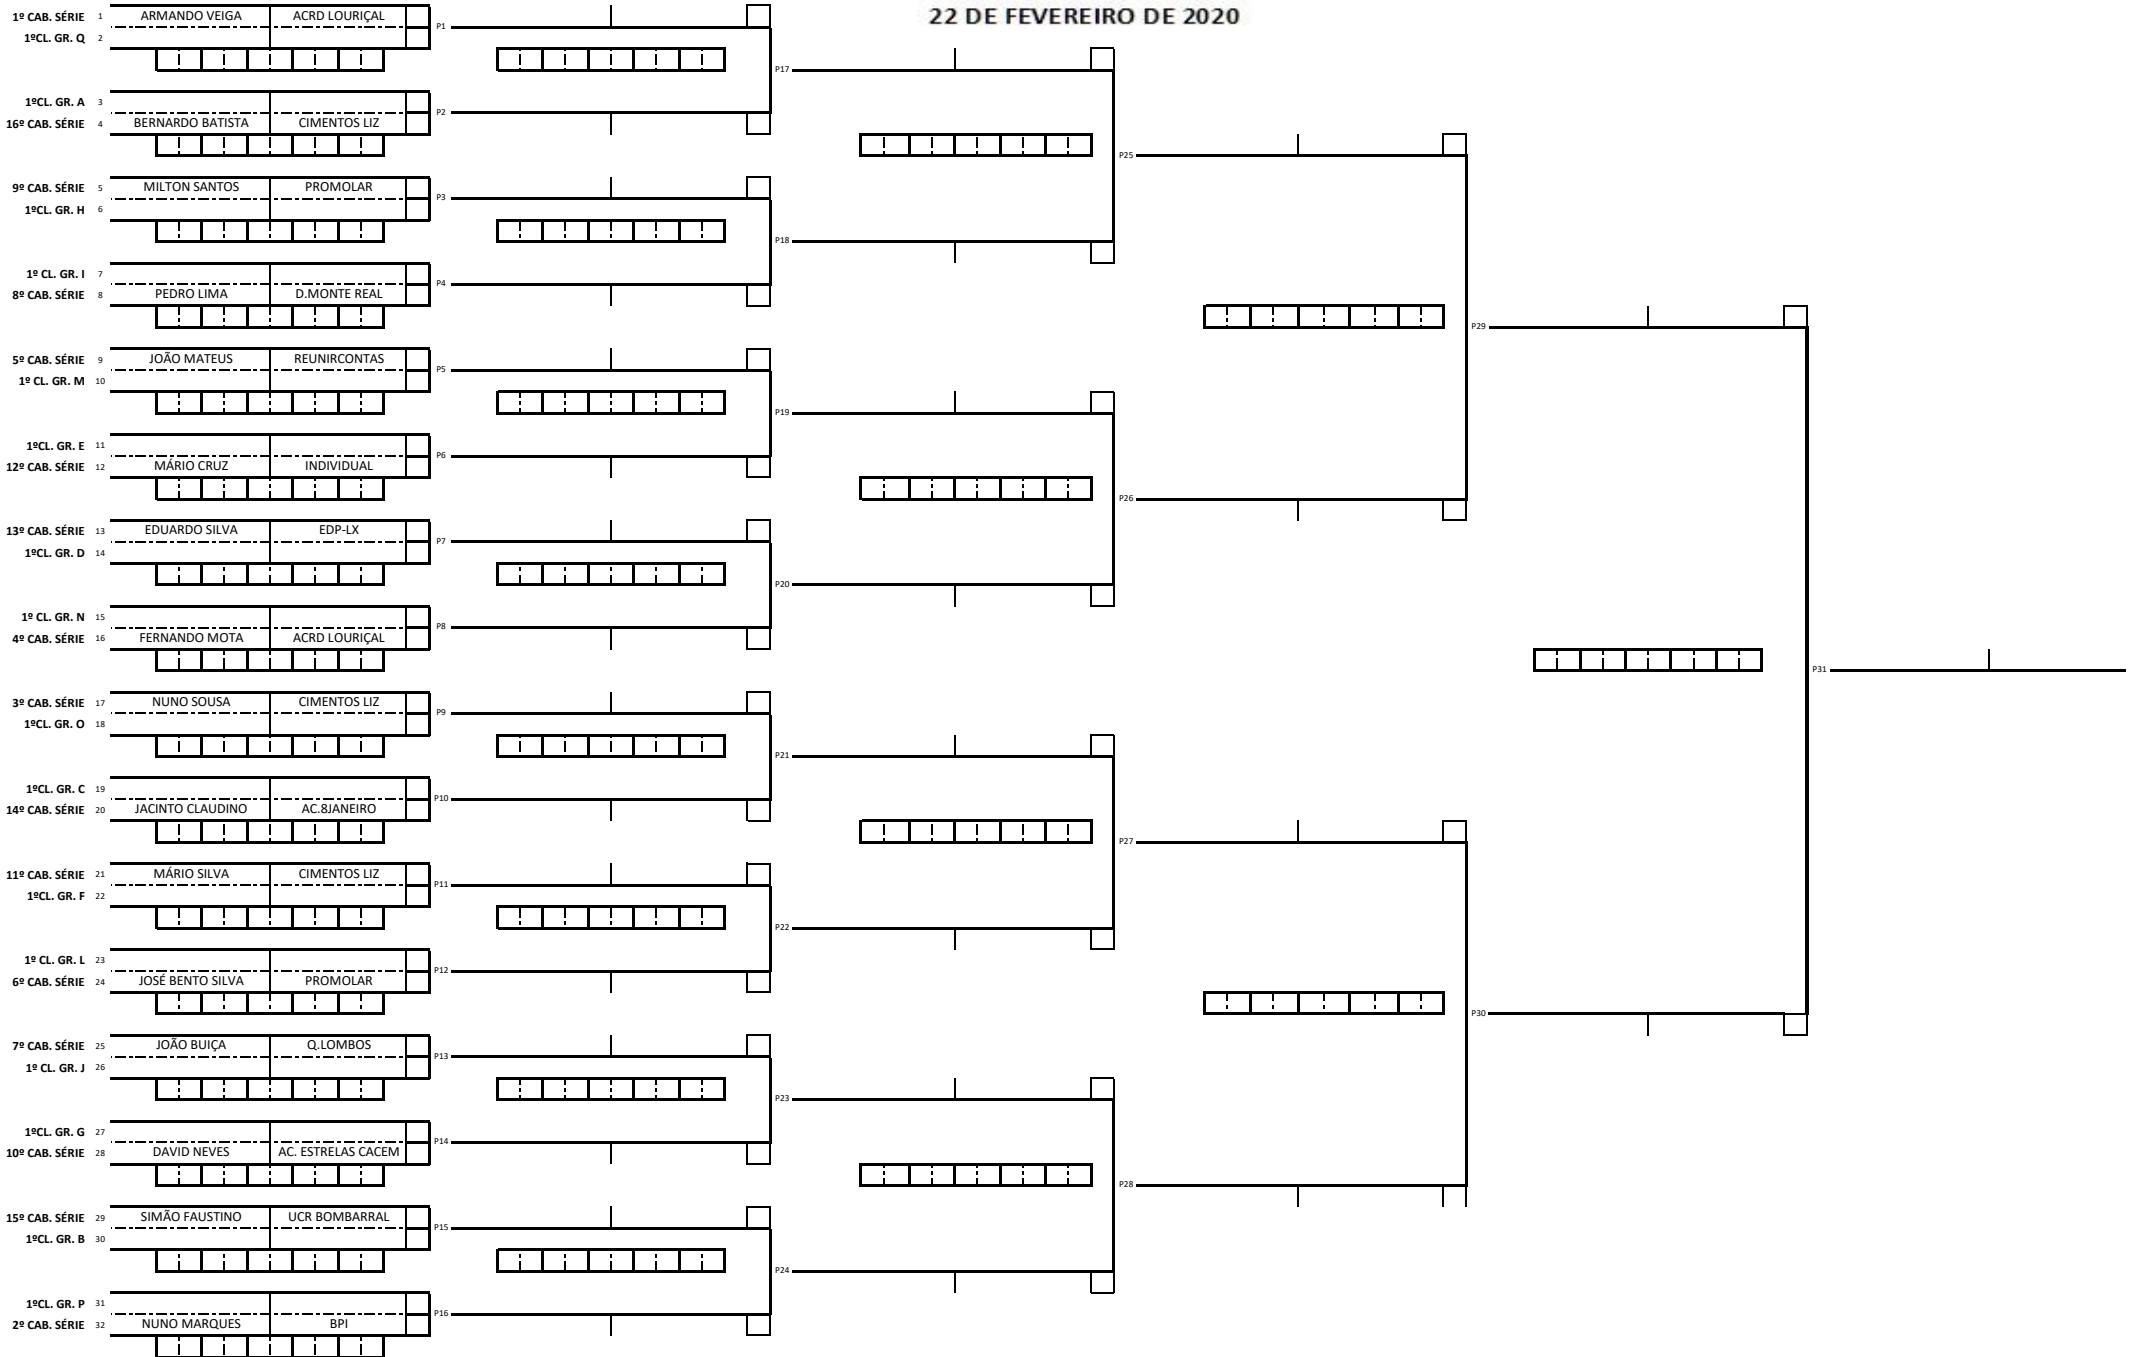 22 DE FEVEREIRO DE 2020
1º CAB. SÉRIE 1 ARMANDO VEIGA ACRD LOURIÇAL P1
1ºCL. GR. Q 2
P17
1ºCL. GR. A 3 P2
16º CAB. SÉRIE 4 BERNARDO BATISTA CIMENTOS LIZ
P25
9º CAB. SÉRIE 5 MILTON SANTOS PROMOLAR P3
1ºCL. GR. H 6
P18
1º CL. GR. I 7 P4
8º CAB. SÉRIE 8 PEDRO LIMA D.MONTE REAL
P29
5º CAB. SÉRIE 9 JOÃO MATEUS REUNIRCONTAS P5
1º CL. GR. M 10
P19
1ºCL. GR. E 11 P6
12º CAB. SÉRIE 12 MÁRIO CRUZ INDIVIDUAL
P26
13º CAB. SÉRIE 13 EDUARDO SILVA EDP-LX P7
1ºCL. GR. D 14
P20
1º CL. GR. N 15 P8
4º CAB. SÉRIE 16 FERNANDO MOTA ACRD LOURIÇAL
P31
3º CAB. SÉRIE 17 NUNO SOUSA CIMENTOS LIZ P9
1ºCL. GR. O 18
P21
1ºCL. GR. C 19 P10
14º CAB. SÉRIE 20 JACINTO CLAUDINO AC.8JANEIRO
P27
11º CAB. SÉRIE 21 MÁRIO SILVA CIMENTOS LIZ P11
1ºCL. GR. F 22
P22
1º CL. GR. L 23 P12
6º CAB. SÉRIE 24 JOSÉ BENTO SILVA PROMOLAR
P30
7º CAB. SÉRIE 25 JOÃO BUIÇA Q.LOMBOS P13
1º CL. GR. J 26
P23
1ºCL. GR. G 27 P14
10º CAB. SÉRIE 28 DAVID NEVES AC. ESTRELAS CACEM
P28
15º CAB. SÉRIE 29 SIMÃO FAUSTINO UCR BOMBARRAL P15
1ºCL. GR. B 30
P24
1ºCL. GR. P 31 P16
2º CAB. SÉRIE 32 NUNO MARQUES BPI